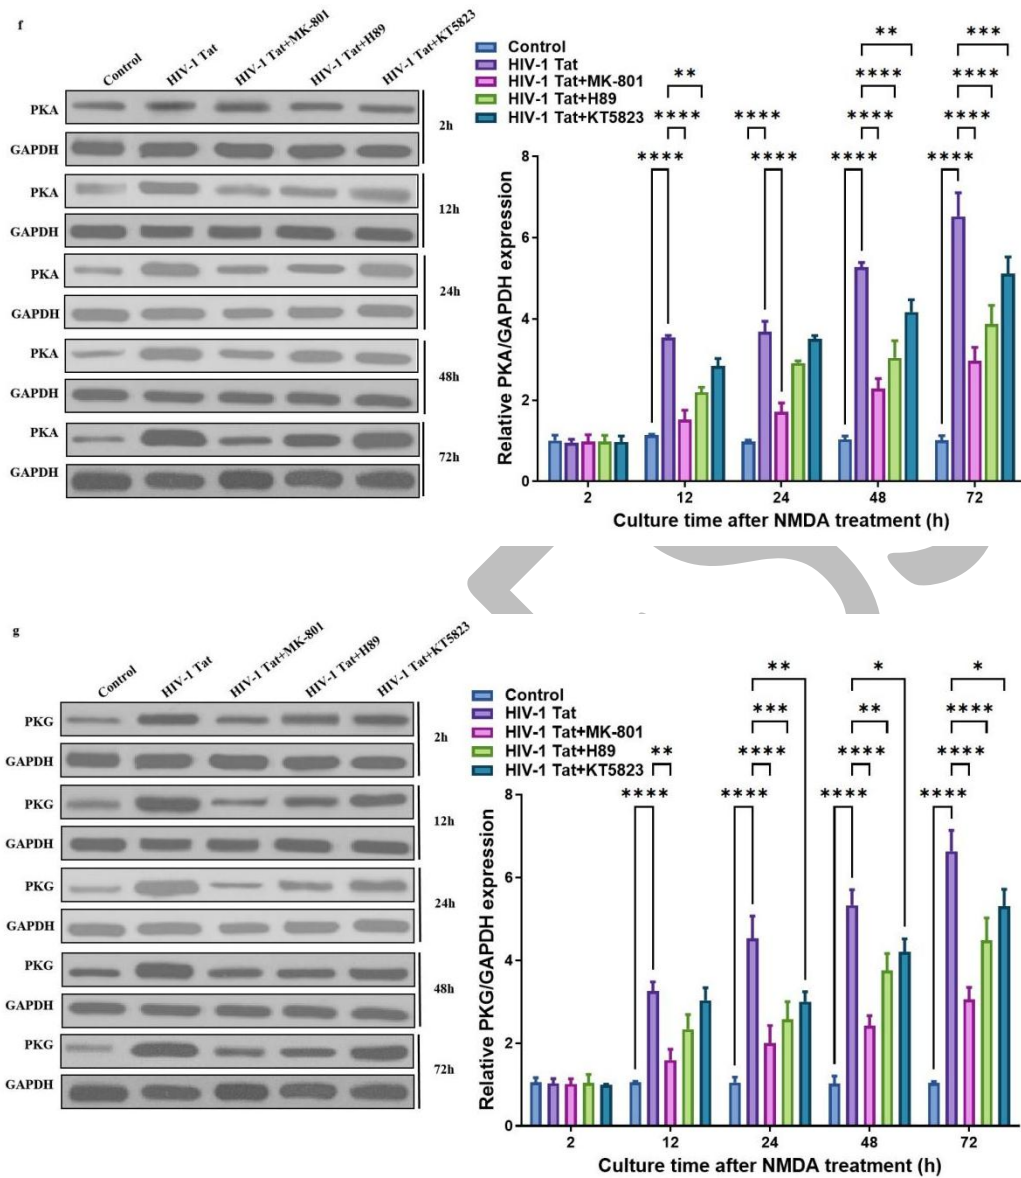 f
Control
HIV-1 Tat
HIV-1 Tat+MK-801
HIV-1 Tat+H89
HIV-1 Tat+KT5823
PKA
GAPDH
2h
PKA
GAPDH
12h
PKA
GAPDH
24h
PKA
GAPDH
48h
PKA
GAPDH
72h
Control
HIV-1 Tat
HIV-1 Tat+MK-801
HIV-1 Tat+H89
HIV-1 Tat+KT5823
** ***
** **** ****
**** **** **** ****
**** **** **** ****
Relative PKA/GAPDH expression
8
6
4
2
0
2 12 24 48 72
Culture time after NMDA treatment (h)
g
Control
HIV-1 Tat
HIV-1 Tat+MK-801
HIV-1 Tat+H89
HIV-1 Tat+KT5823
PKG
GAPDH
2h
PKG
GAPDH
12h
PKG
GAPDH
24h
PKG
GAPDH
48h
PKG
GAPDH
72h
Control
HIV-1 Tat
HIV-1 Tat+MK-801
HIV-1 Tat+H89
HIV-1 Tat+KT5823
** * *
*** ** ****
** **** **** ****
**** **** **** ****
Relative PKG/GAPDH expression
8
6
4
2
0
2 12 24 48 72
Culture time after NMDA treatment (h)